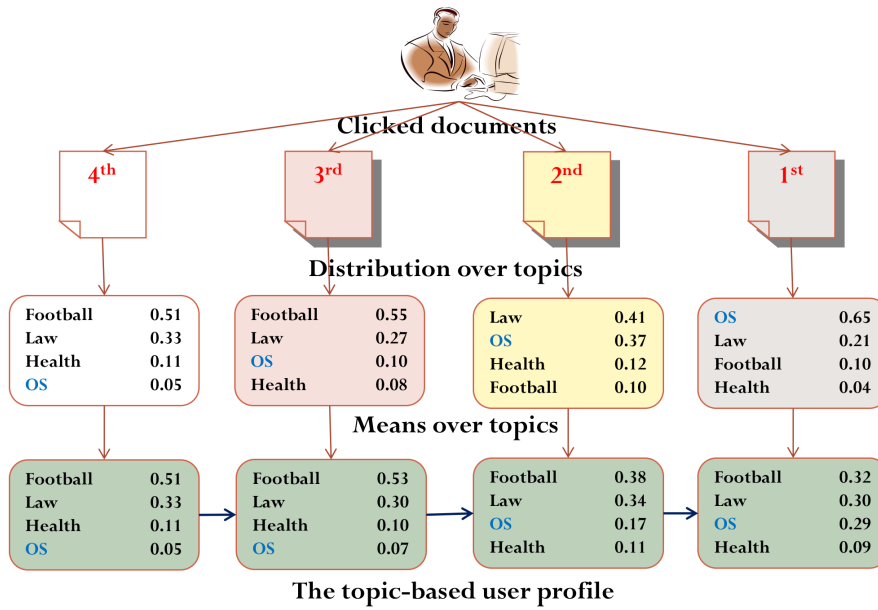 Clicked documents
4th
3rd
2nd
1st
Distribution over topics
Football 0.51
Law 0.33
Health 0.11
OS 0.05
Football 0.55
Law 0.27
OS 0.10
Health 0.08
Law 0.41
OS 0.37
Health 0.12
Football 0.10
OS 0.65
Law 0.21
Football 0.10
Health 0.04
Means over topics
Football 0.51
Law 0.33
Health 0.11
OS 0.05
Football 0.53
Law 0.30
Health 0.10
OS 0.07
Football 0.38
Law 0.34
OS 0.17
Health 0.11
Football 0.32
Law 0.30
OS 0.29
Health 0.09
The topic-based user profile